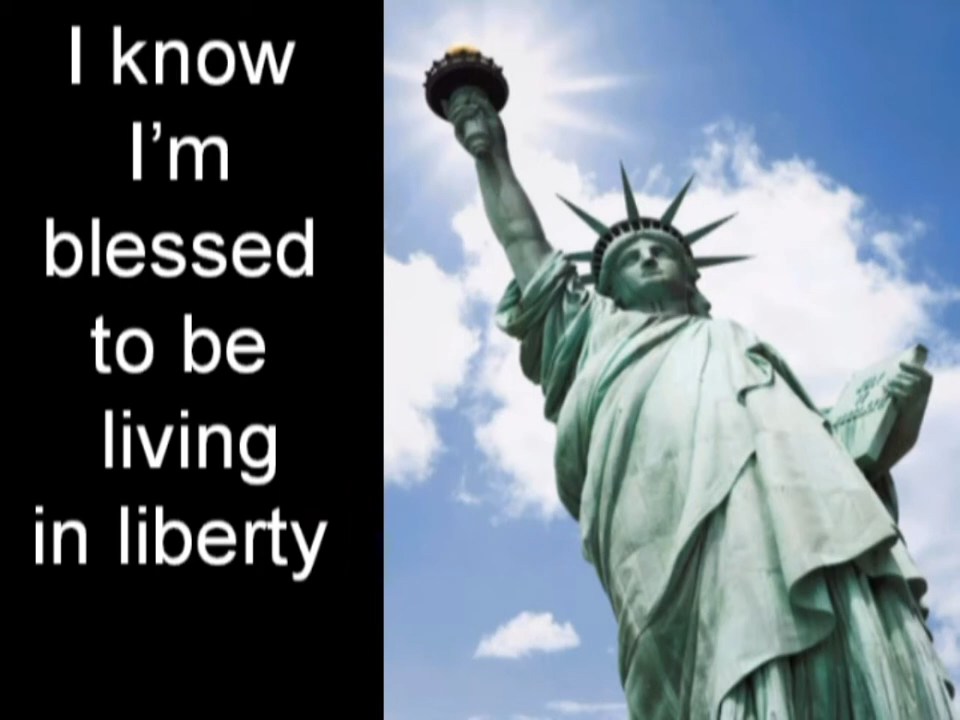 I know
I'm
blessed
to be
living
in liberty